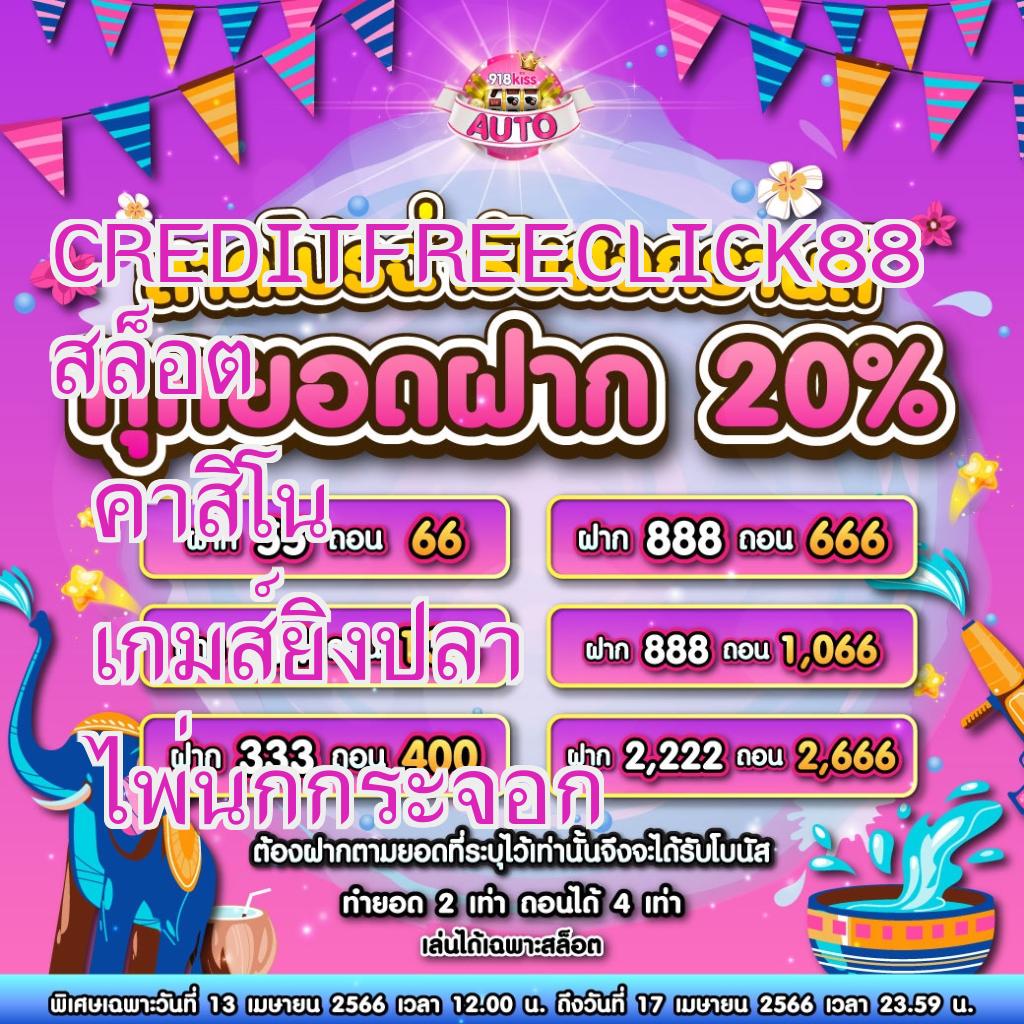 918kiss
AUTO
CREDITFREECLICK88
สล็อต
ทุกยอดฝาก 20%
คาสิโน
ฝาก 55 ถอน 66
ฝาก 888 ถอน 666
เกมส์ยิงปลา
ฝาก 888 ถอน 1,066
ฝาก 333 ถอน 400
ฝาก 2,222 ถอน 2,666
ไพ่นกกระจอก
ต้องฝากตามยอดที่ระบุไว้เท่านั้นจึงจะได้รับโบนัส
ทำยอด 2 เท่า ถอนได้ 4 เท่า
เล่นได้เฉพาะสล็อต
พิเศษเฉพาะวันที่ 13 เมษายน 2566 เวลา 12.00 น. ถึงวันที่ 17 เมษายน 2566 เวลา 23.59 น.